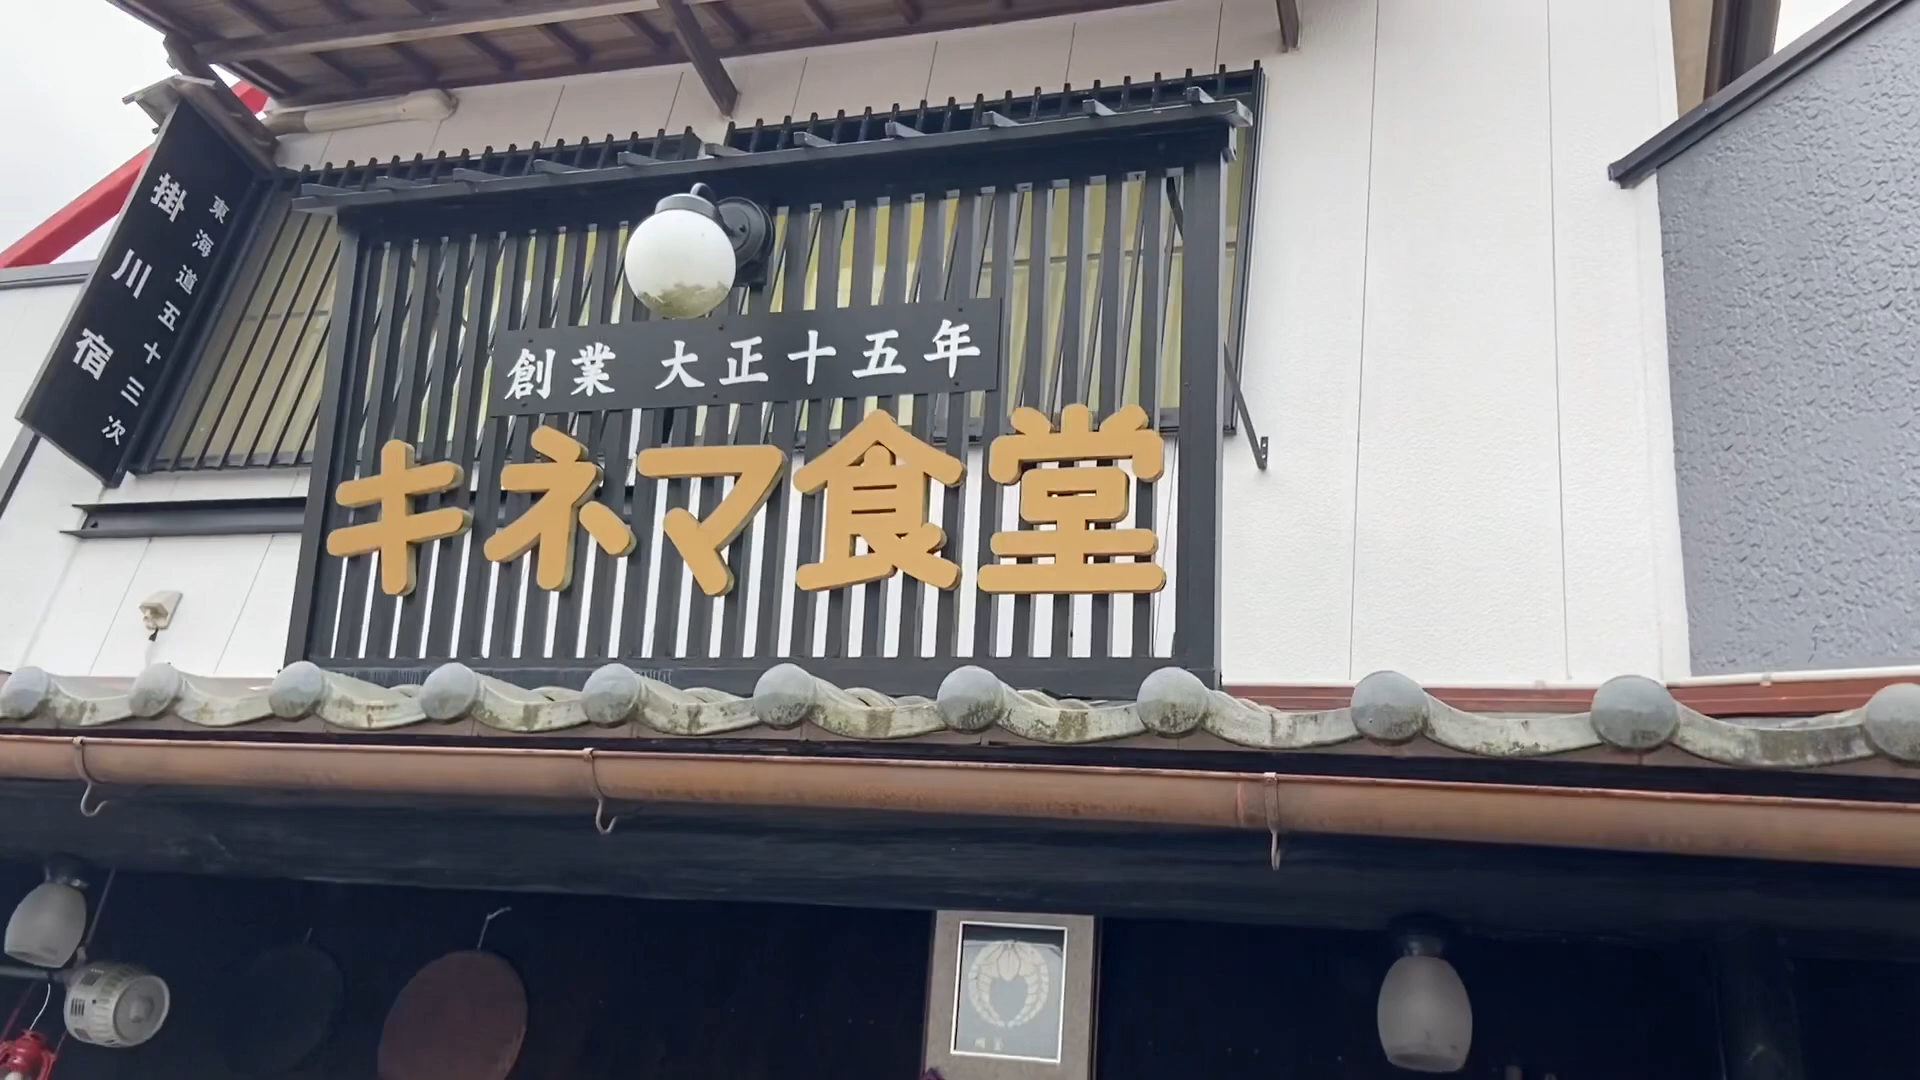 東海道五十三次
掛川宿
創業 大正十五年
キネマ食堂